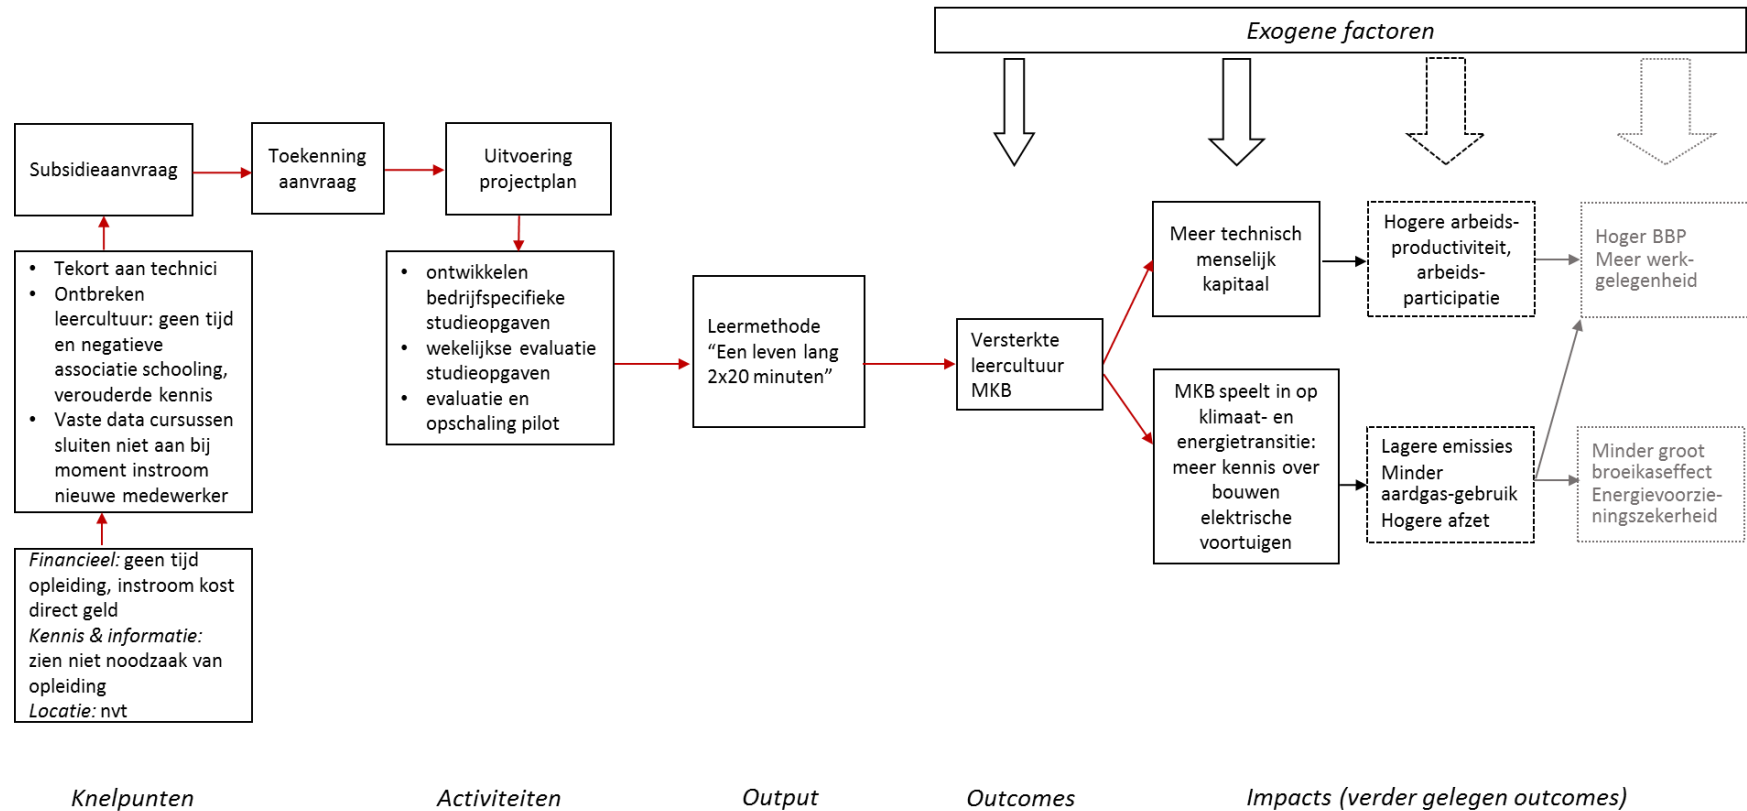 Exogene factoren
Subsidieaanvraag
Toekenning
aanvraag
Uitvoering
projectplan
• Tekort aan technici
• Ontbreken
leercultuur: geen tijd
en negatieve
associatie schooling,
verouderde kennis
• Vaste data cursussen
sluiten niet aan bij
moment instroom
nieuwe medewerker
Financieel: geen tijd
opleiding, instroom kost
direct geld
Kennis & informatie:
zien niet noodzaak van
opleiding
Locatie: nvt
• ontwikkelen
bedrijfspecifieke
studieopgaven
• wekelijkse evaluatie
studieopgaven
• evaluatie en
opschaling pilot
Leermethode
“Een leven lang
2x20 minuten”
Versterkte
leercultuur
MKB
Meer technisch
menselijk
kapitaal
MKB speelt in op
klimaat- en
energietransitie:
meer kennis over
bouwen
elektrische
voortuigen
Hogere arbeids-
productiviteit,
arbeids-
participatie
Lagere emissies
Minder
aardgas-gebruik
Hogere afzet
Hoger BBP
Meer werk-
gelegenheid
Minder groot
broeikaseffect
Energievoorzie-
ningszekerheid
Knelpunten
Activiteiten
Output
Outcomes
Impacts (verder gelegen outcomes)